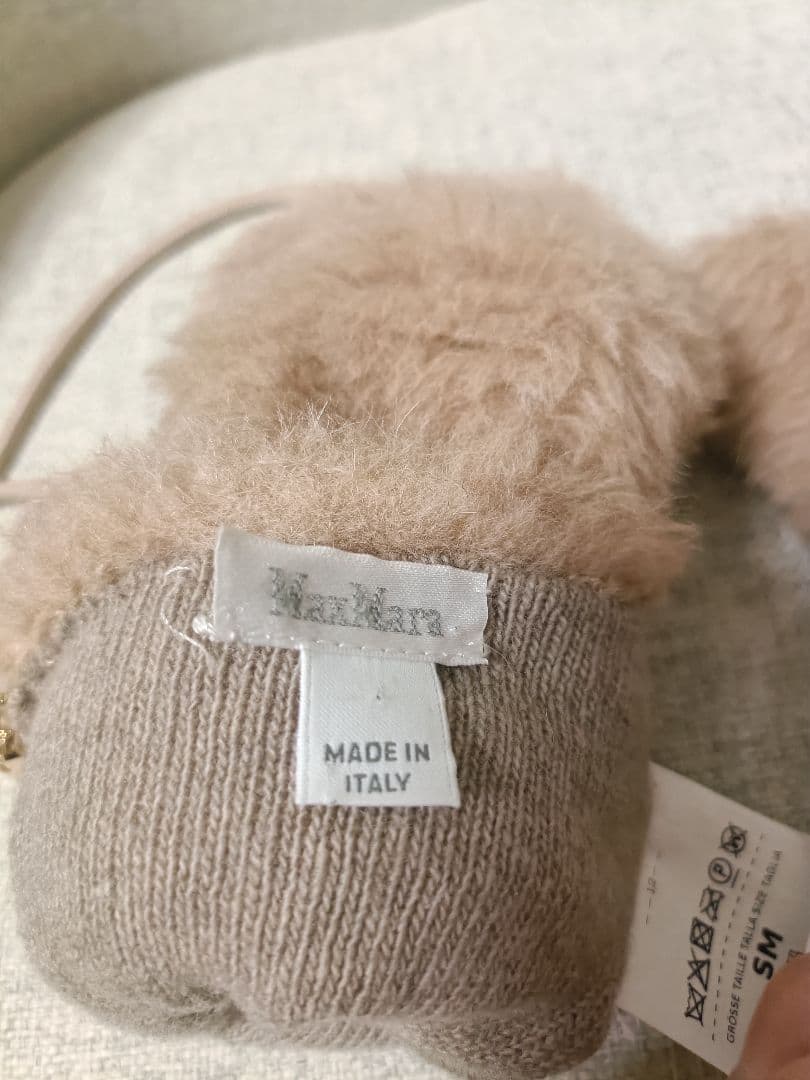 MaxMara
MADE IN
ITALY
GROSSE TAILLE TALLA SIZE TAGLIA
SM
P